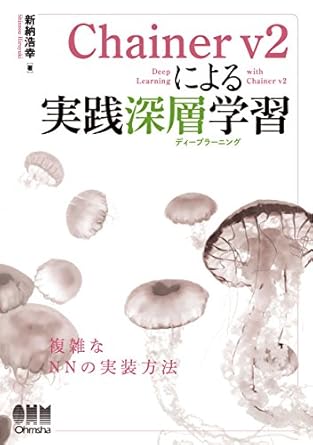 新納浩幸[著]
Shinnou Hiroyuki
Chainer v2
Deep Learning with Chainer v2
による
実践深層学習
ディープラーニング
複雑な
NNの実装方法
OHM
Ohmsha